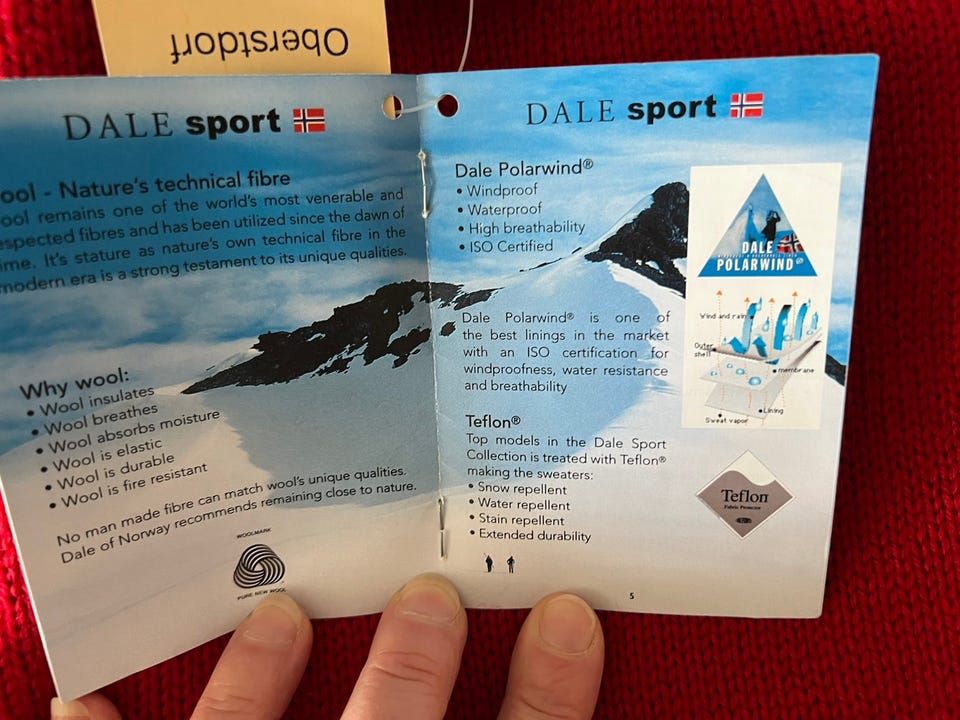 Oberstdorf
DALE sport
ool - Nature's technical fibre
ool remains one of the world's most venerable and
espected fibres and has been utilized since the dawn of
ime. It's stature as nature's own technical fibre in the
modern era is a strong testament to its unique qualities.
Why wool:
• Wool insulates
• Wool breathes
• Wool absorbs moisture
• Wool is elastic
• Wool is durable
• Wool is fire resistant
No man made fibre can match wool's unique qualities.
Dale of Norway recommends remaining close to nature.
WOOLMARK
PURE NEW WOOL
DALE sport
Dale Polarwind®
• Windproof
• Waterproof
• High breathability
• ISO Certified
Dale Polarwind® is one of
the best linings in the market
with an ISO certification for
windproofness, water resistance
and breathability
Teflon®
Top models in the Dale Sport
Collection is treated with Teflon®
making the sweaters:
• Snow repellent
• Water repellent
• Stain repellent
• Extended durability
DALE
POLARWIND®
Wind and rain
Outer
shell
membrane
Lining
Sweat vapor
Teflon
Fabric Protector
5